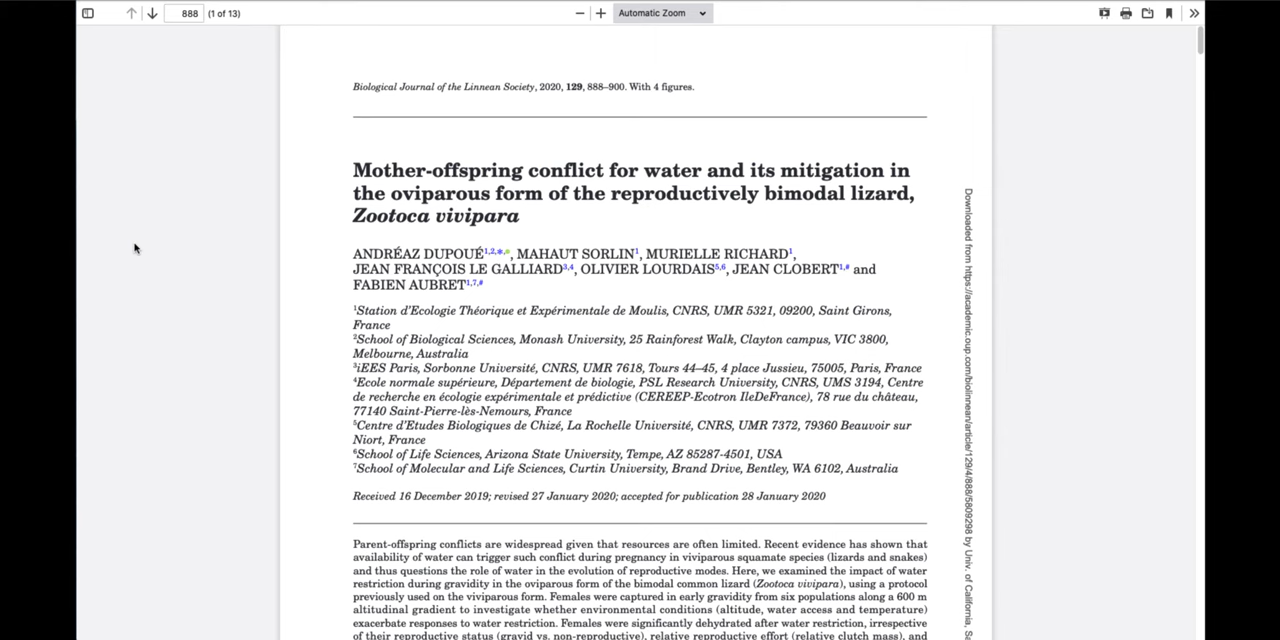 888 (1 of 13) Automatic Zoom
Biological Journal of the Linnean Society, 2020, 129, 888–900. With 4 figures.
Mother-offspring conflict for water and its mitigation in
the oviparous form of the reproductively bimodal lizard,
Zootoca vivipara
ANDRÉAZ DUPOUÉ1,2,*,, MAHAUT SORLIN1, MURIELLE RICHARD1,
JEAN FRANÇOIS LE GALLIARD3,4, OLIVIER LOURDAIS5,6, JEAN CLOBERT1,# and
FABIEN AUBRET1,7,#
1Station d'Ecologie Théorique et Expérimentale de Moulis, CNRS, UMR 5321, 09200, Saint Girons,
France
2School of Biological Sciences, Monash University, 25 Rainforest Walk, Clayton campus, VIC 3800,
Melbourne, Australia
3iEES Paris, Sorbonne Université, CNRS, UMR 7618, Tours 44–45, 4 place Jussieu, 75005, Paris, France
4Ecole normale supérieure, Département de biologie, PSL Research University, CNRS, UMS 3194, Centre
de recherche en écologie expérimentale et prédictive (CEREEP-Ecotron IleDeFrance), 78 rue du château,
77140 Saint-Pierre-lès-Nemours, France
5Centre d'Etudes Biologiques de Chizé, La Rochelle Université, CNRS, UMR 7372, 79360 Beauvoir sur
Niort, France
6School of Life Sciences, Arizona State University, Tempe, AZ 85287-4501, USA
7School of Molecular and Life Sciences, Curtin University, Brand Drive, Bentley, WA 6102, Australia
Received 16 December 2019; revised 27 January 2020; accepted for publication 28 January 2020
Parent-offspring conflicts are widespread given that resources are often limited. Recent evidence has shown that
availability of water can trigger such conflict during pregnancy in viviparous squamate species (lizards and snakes)
and thus questions the role of water in the evolution of reproductive modes. Here, we examined the impact of water
restriction during gravidity in the oviparous form of the bimodal common lizard (Zootoca vivipara), using a protocol
previously used on the viviparous form. Females were captured in early gravidity from six populations along a 600 m
altitudinal gradient to investigate whether environmental conditions (altitude, water access and temperature)
exacerbate responses to water restriction. Females were significantly dehydrated after water restriction, irrespective
of their reproductive status (gravid vs. non-reproductive), relative reproductive effort (relative clutch mass), and
Downloaded from https://academic.oup.com/biolinnean/article/129/4/888/5809298 by Univ. of California, Sa